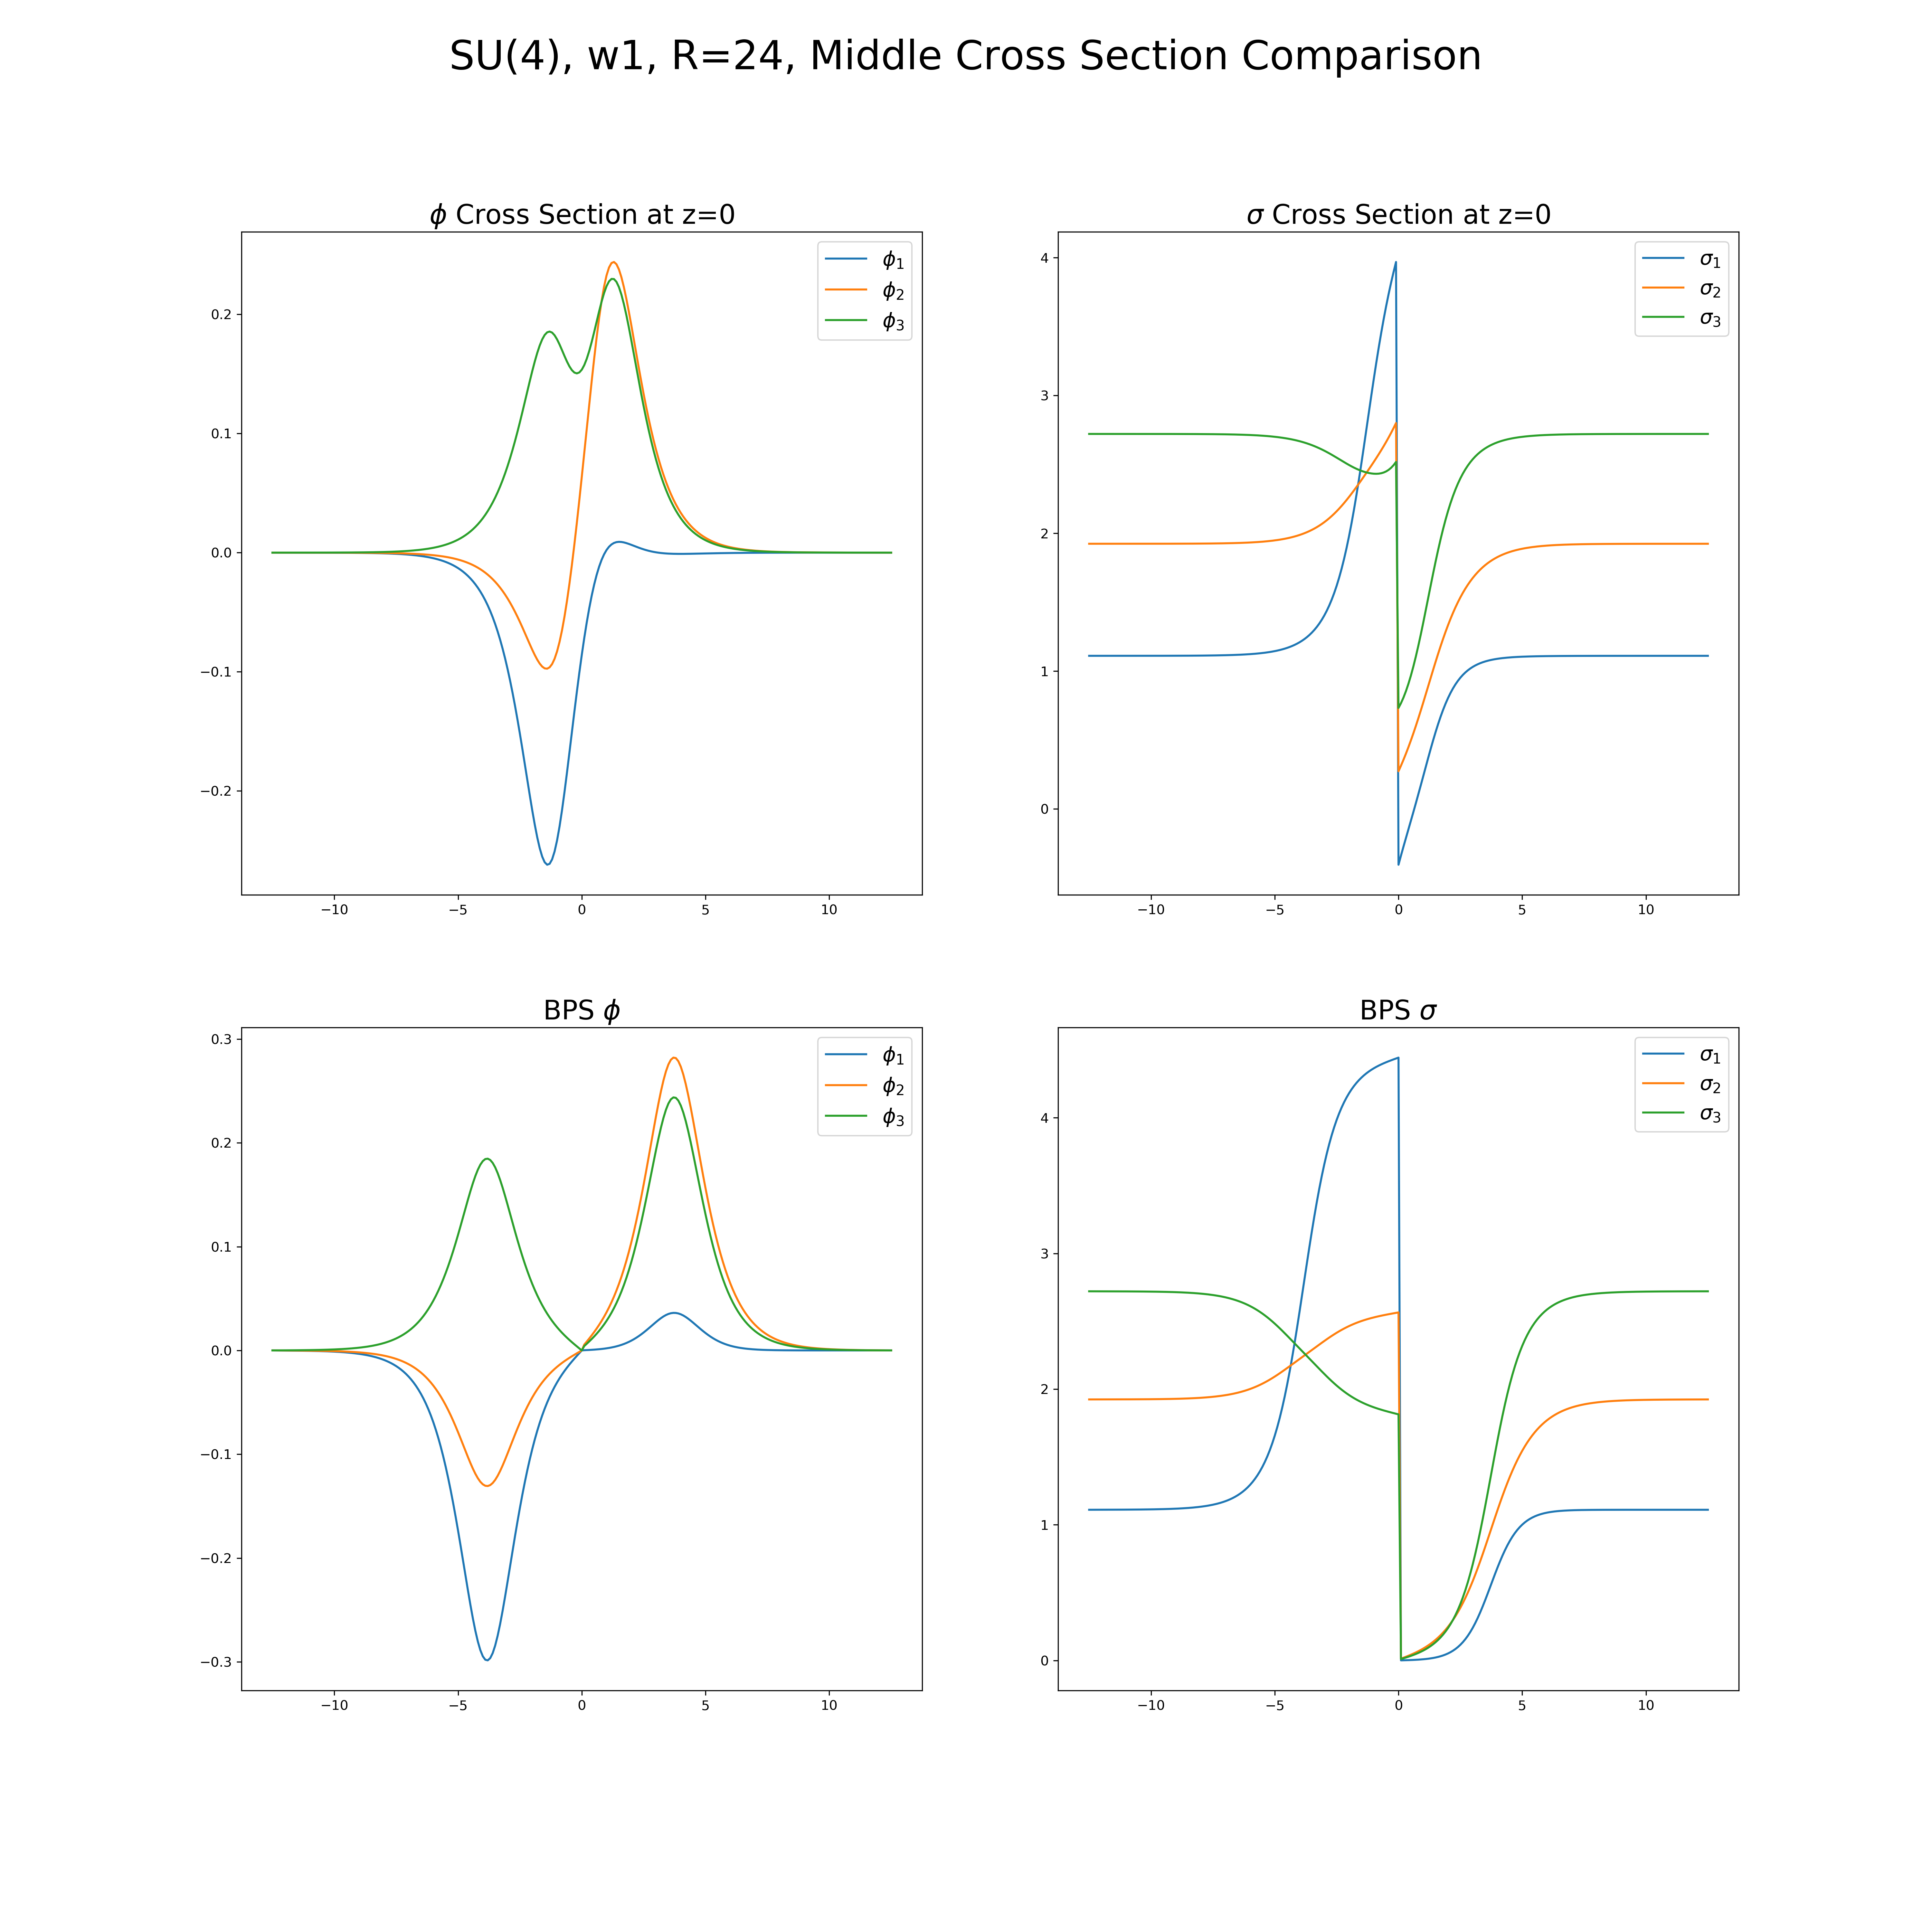 SU(4), w1, R=24, Middle Cross Section Comparison
ϕ Cross Section at z=0
ϕ₁
ϕ₂
ϕ₃
0.2
0.1
0.0
−0.1
−0.2
−10 −5 0 5 10
σ Cross Section at z=0
σ₁
σ₂
σ₃
4
3
2
1
0
−10 −5 0 5 10
BPS ϕ
ϕ₁
ϕ₂
ϕ₃
0.3
0.2
0.1
0.0
−0.1
−0.2
−0.3
−10 −5 0 5 10
BPS σ
σ₁
σ₂
σ₃
4
3
2
1
0
−10 −5 0 5 10